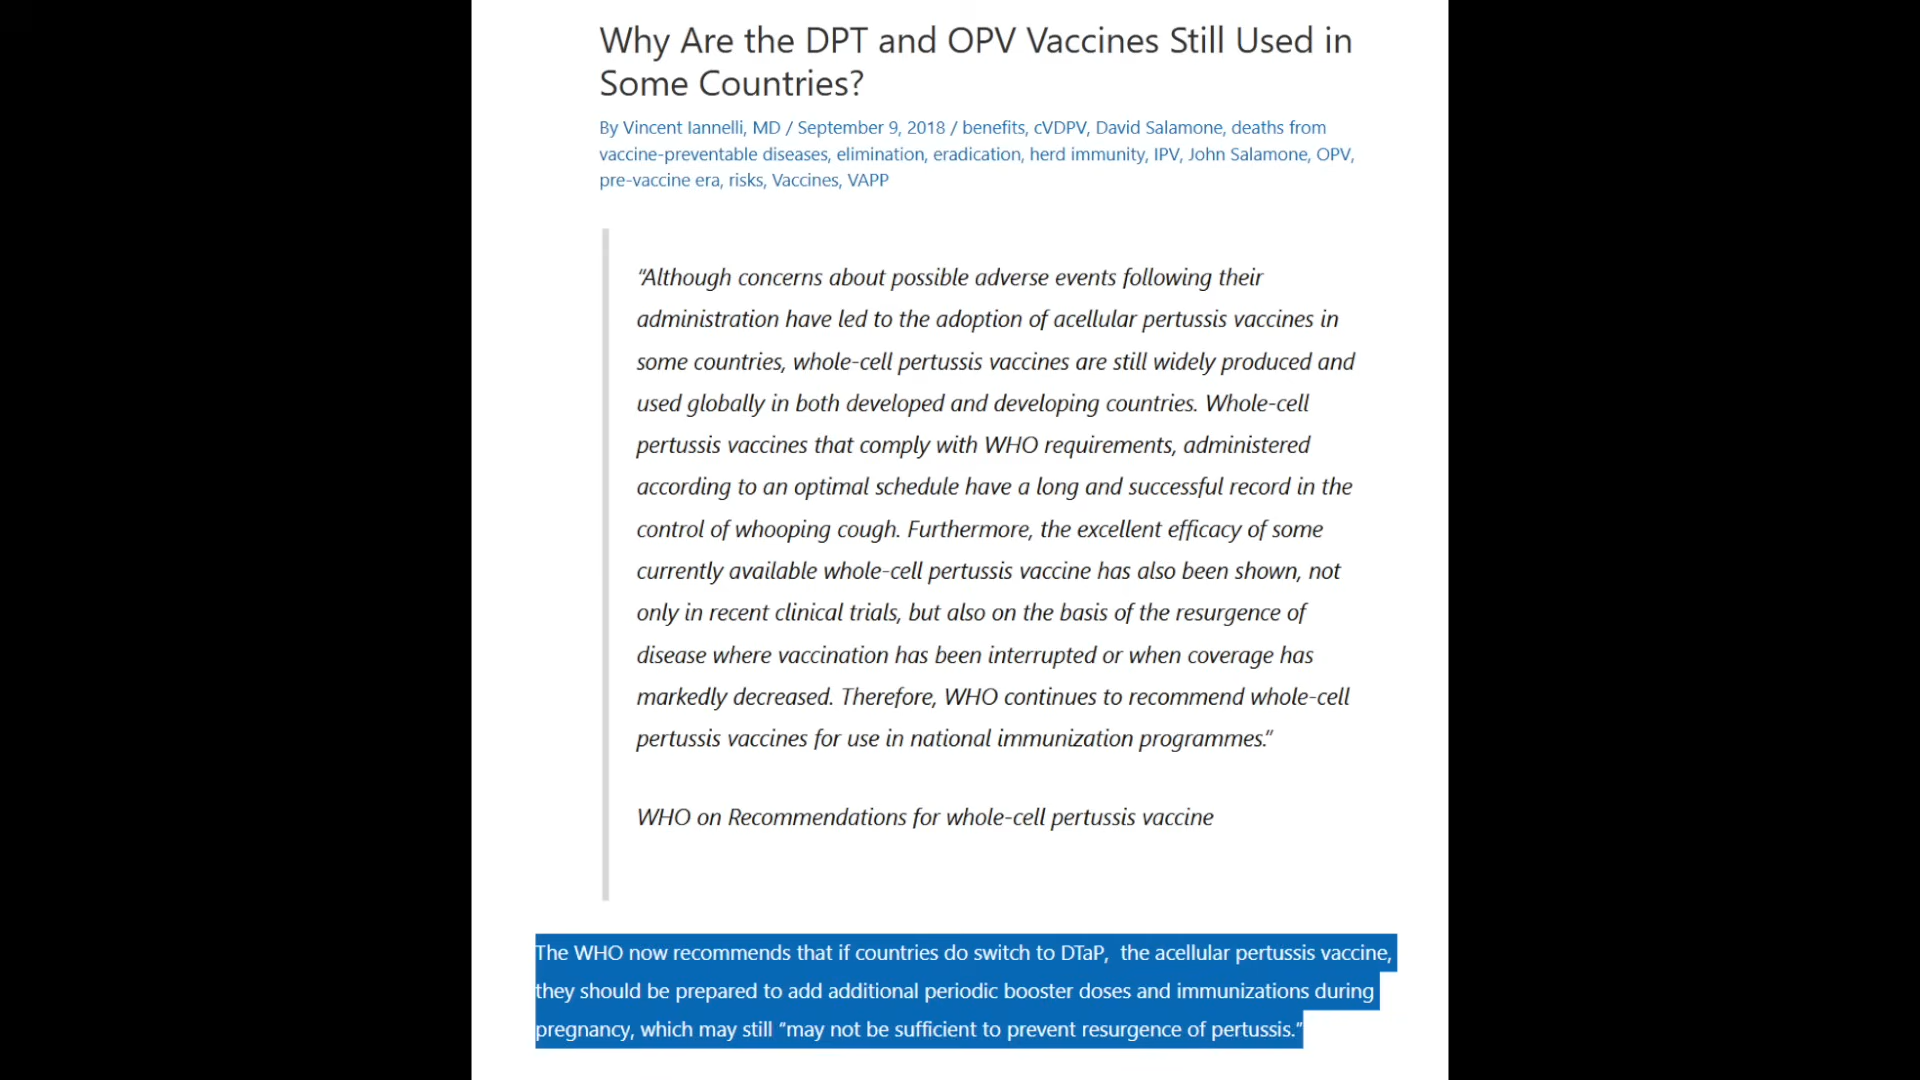 Why Are the DPT and OPV Vaccines Still Used in
Some Countries?
By Vincent Iannelli, MD / September 9, 2018 / benefits, cVDPV, David Salamone, deaths from
vaccine-preventable diseases, elimination, eradication, herd immunity, IPV, John Salamone, OPV,
pre-vaccine era, risks, Vaccines, VAPP
“Although concerns about possible adverse events following their
administration have led to the adoption of acellular pertussis vaccines in
some countries, whole-cell pertussis vaccines are still widely produced and
used globally in both developed and developing countries. Whole-cell
pertussis vaccines that comply with WHO requirements, administered
according to an optimal schedule have a long and successful record in the
control of whooping cough. Furthermore, the excellent efficacy of some
currently available whole-cell pertussis vaccine has also been shown, not
only in recent clinical trials, but also on the basis of the resurgence of
disease where vaccination has been interrupted or when coverage has
markedly decreased. Therefore, WHO continues to recommend whole-cell
pertussis vaccines for use in national immunization programmes.”
WHO on Recommendations for whole-cell pertussis vaccine
The WHO now recommends that if countries do switch to DTaP,  the acellular pertussis vaccine,
they should be prepared to add additional periodic booster doses and immunizations during
pregnancy, which may still “may not be sufficient to prevent resurgence of pertussis.”